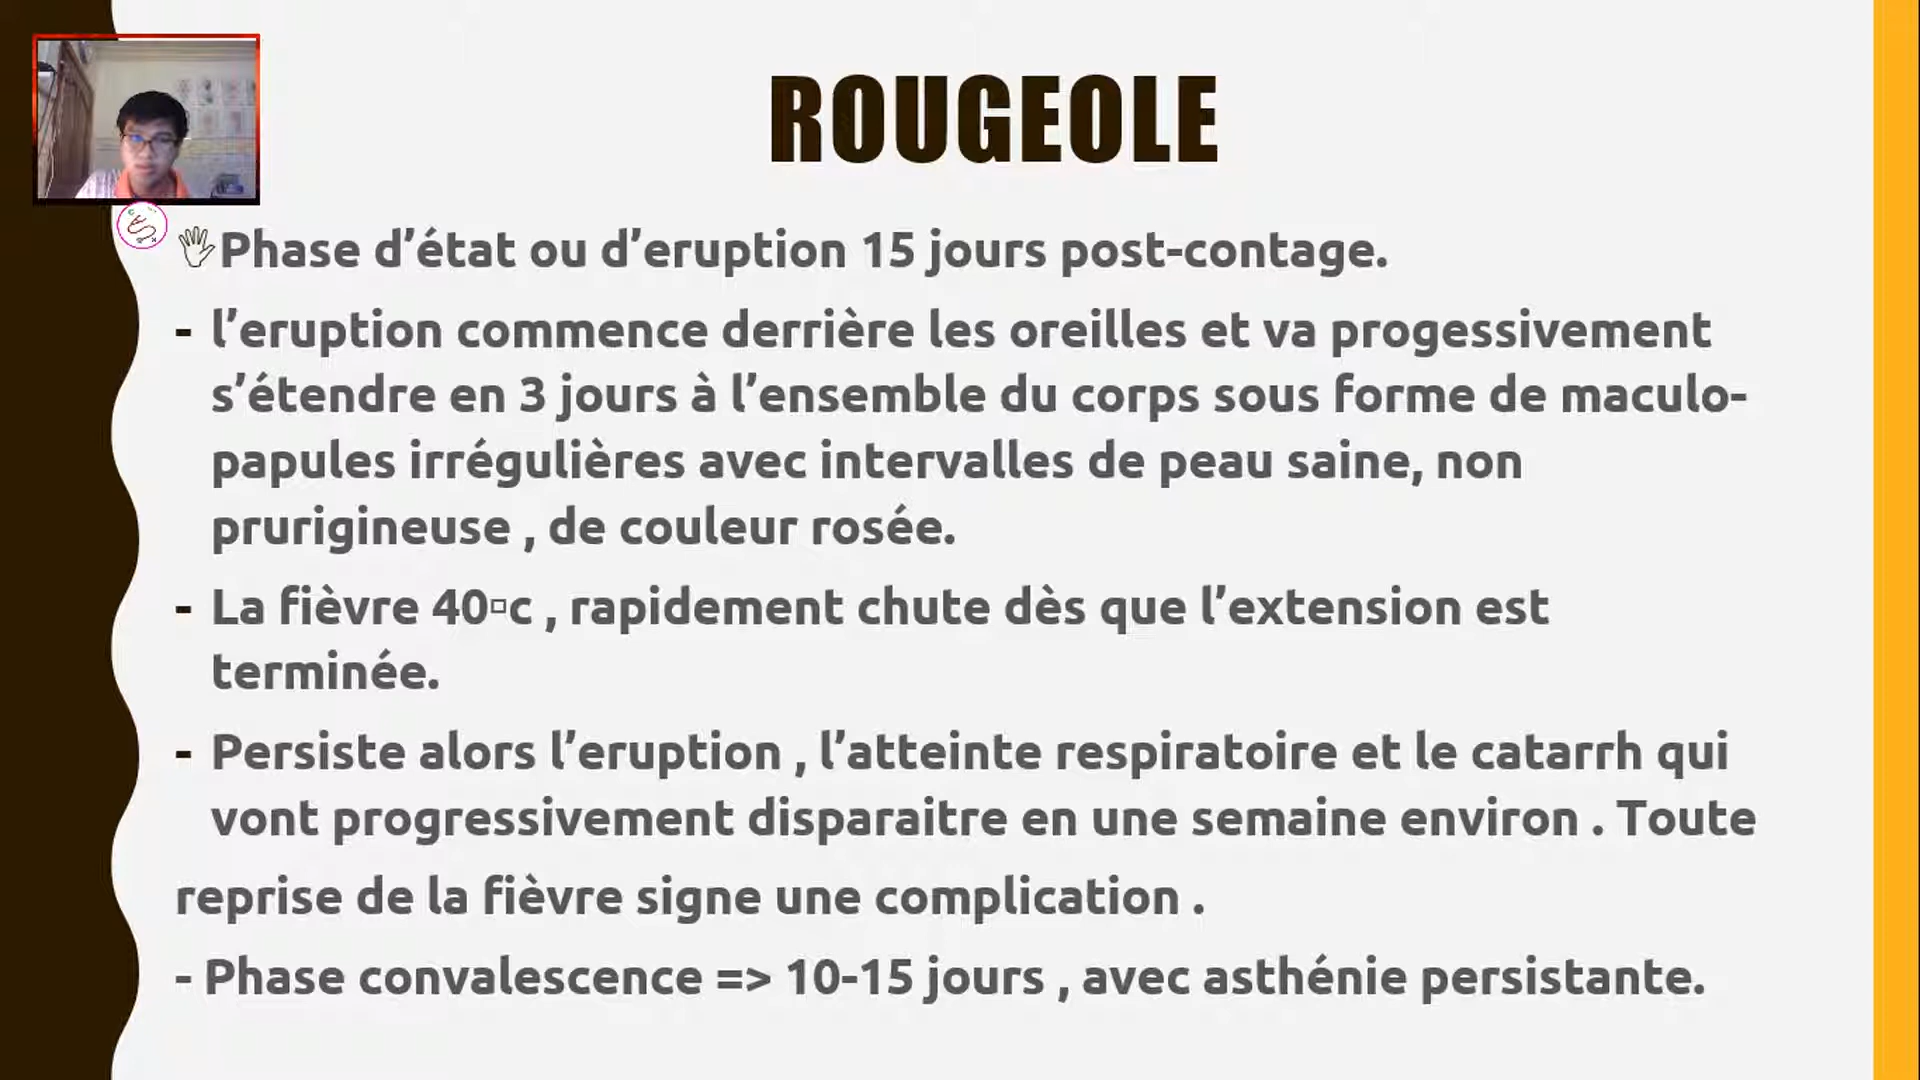 ROUGEOLE
🖐Phase d’état ou d’eruption 15 jours post-contage.
- l’eruption commence derrière les oreilles et va progessivement
s’étendre en 3 jours à l’ensemble du corps sous forme de maculo-
papules irrégulières avec intervalles de peau saine, non
prurigineuse , de couleur rosée.
- La fièvre 40▫c , rapidement chute dès que l’extension est
terminée.
- Persiste alors l’eruption , l’atteinte respiratoire et le catarrh qui
vont progressivement disparaitre en une semaine environ . Toute
reprise de la fièvre signe une complication .
- Phase convalescence => 10-15 jours , avec asthénie persistante.